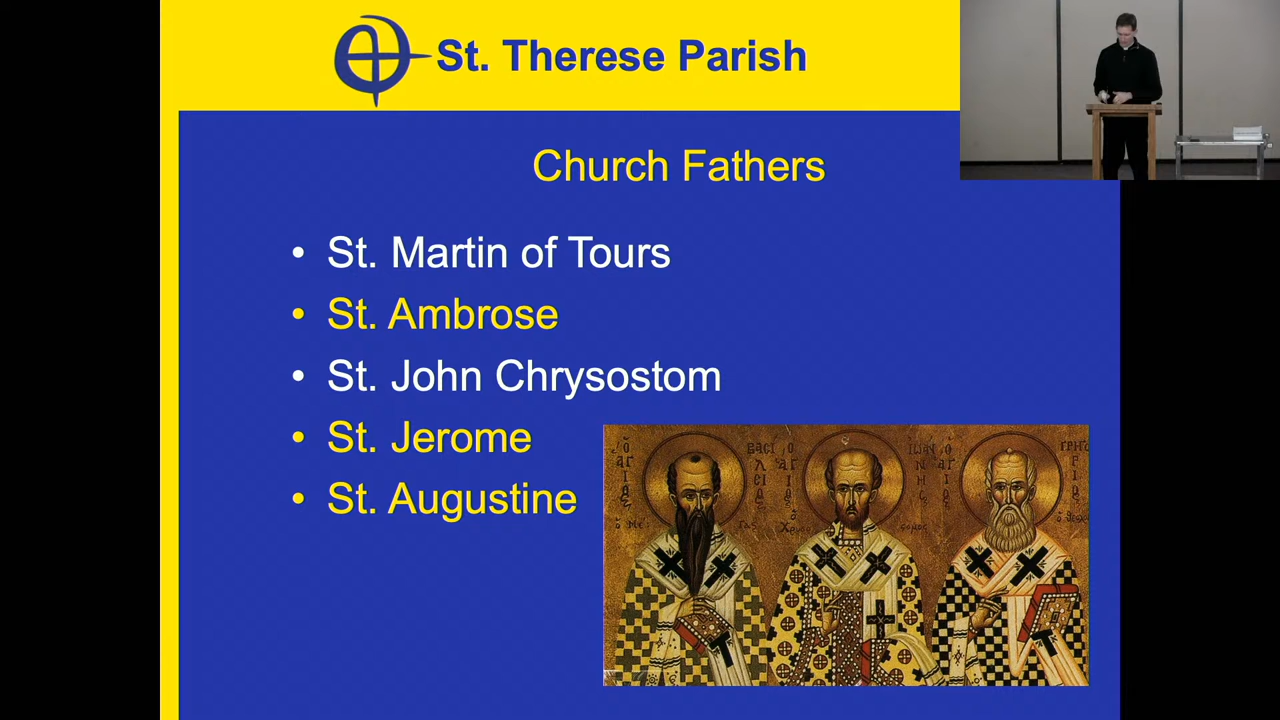 St. Therese Parish
Church Fathers
• St. Martin of Tours
• St. Ambrose
• St. John Chrysostom
• St. Jerome
• St. Augustine